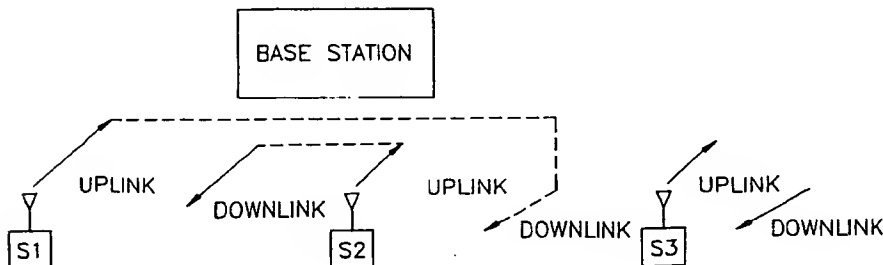 BASE STATION
UPLINK
DOWNLINK
UPLINK
DOWNLINK
UPLINK
DOWNLINK
S1
S2
S3